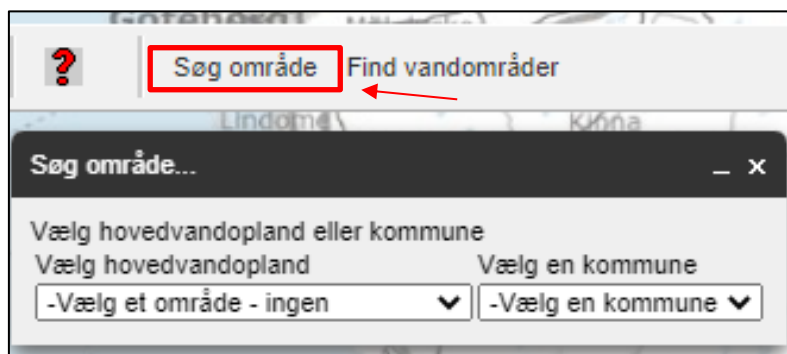 Göteborg
Søg område Find vandområder
Lindome
Søg område...
Vælg hovedvandopland eller kommune
Vælg hovedvandopland Vælg en kommune
-Vælg et område - ingen -Vælg en kommune